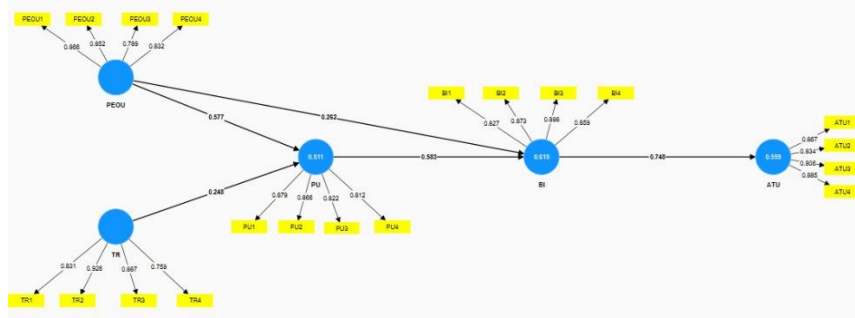 PEOU1 PEOU2 PEOU3 PEOU4
0.866 0.852 0.789 0.832
PEOU
BI1 BI2 BI3 BI4
0.827 0.873 0.898 0.859
0.262
0.577
ATU1
0.867
ATU2
0.834
0.511
0.583
0.615
0.748
0.559
0.936
ATU3
0.885
ATU4
PU
BI
ATU
0.246
0.879 0.868 0.822 0.812
PU1 PU2 PU3 PU4
TR
0.831 0.926 0.867 0.759
TR1 TR2 TR3 TR4